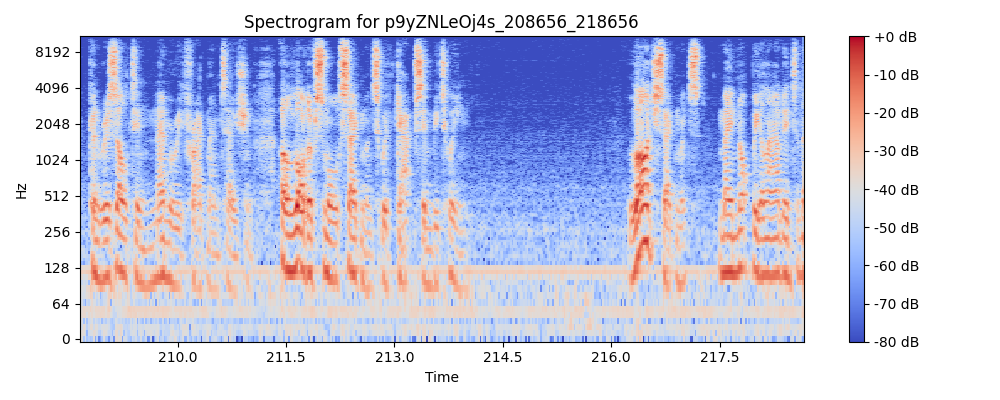 Spectrogram for p9yZNLeOj4s_208656_218656
8192
4096
2048
1024
512
256
128
64
0
Hz
210.0 211.5 213.0 214.5 216.0 217.5
Time
+0 dB
-10 dB
-20 dB
-30 dB
-40 dB
-50 dB
-60 dB
-70 dB
-80 dB